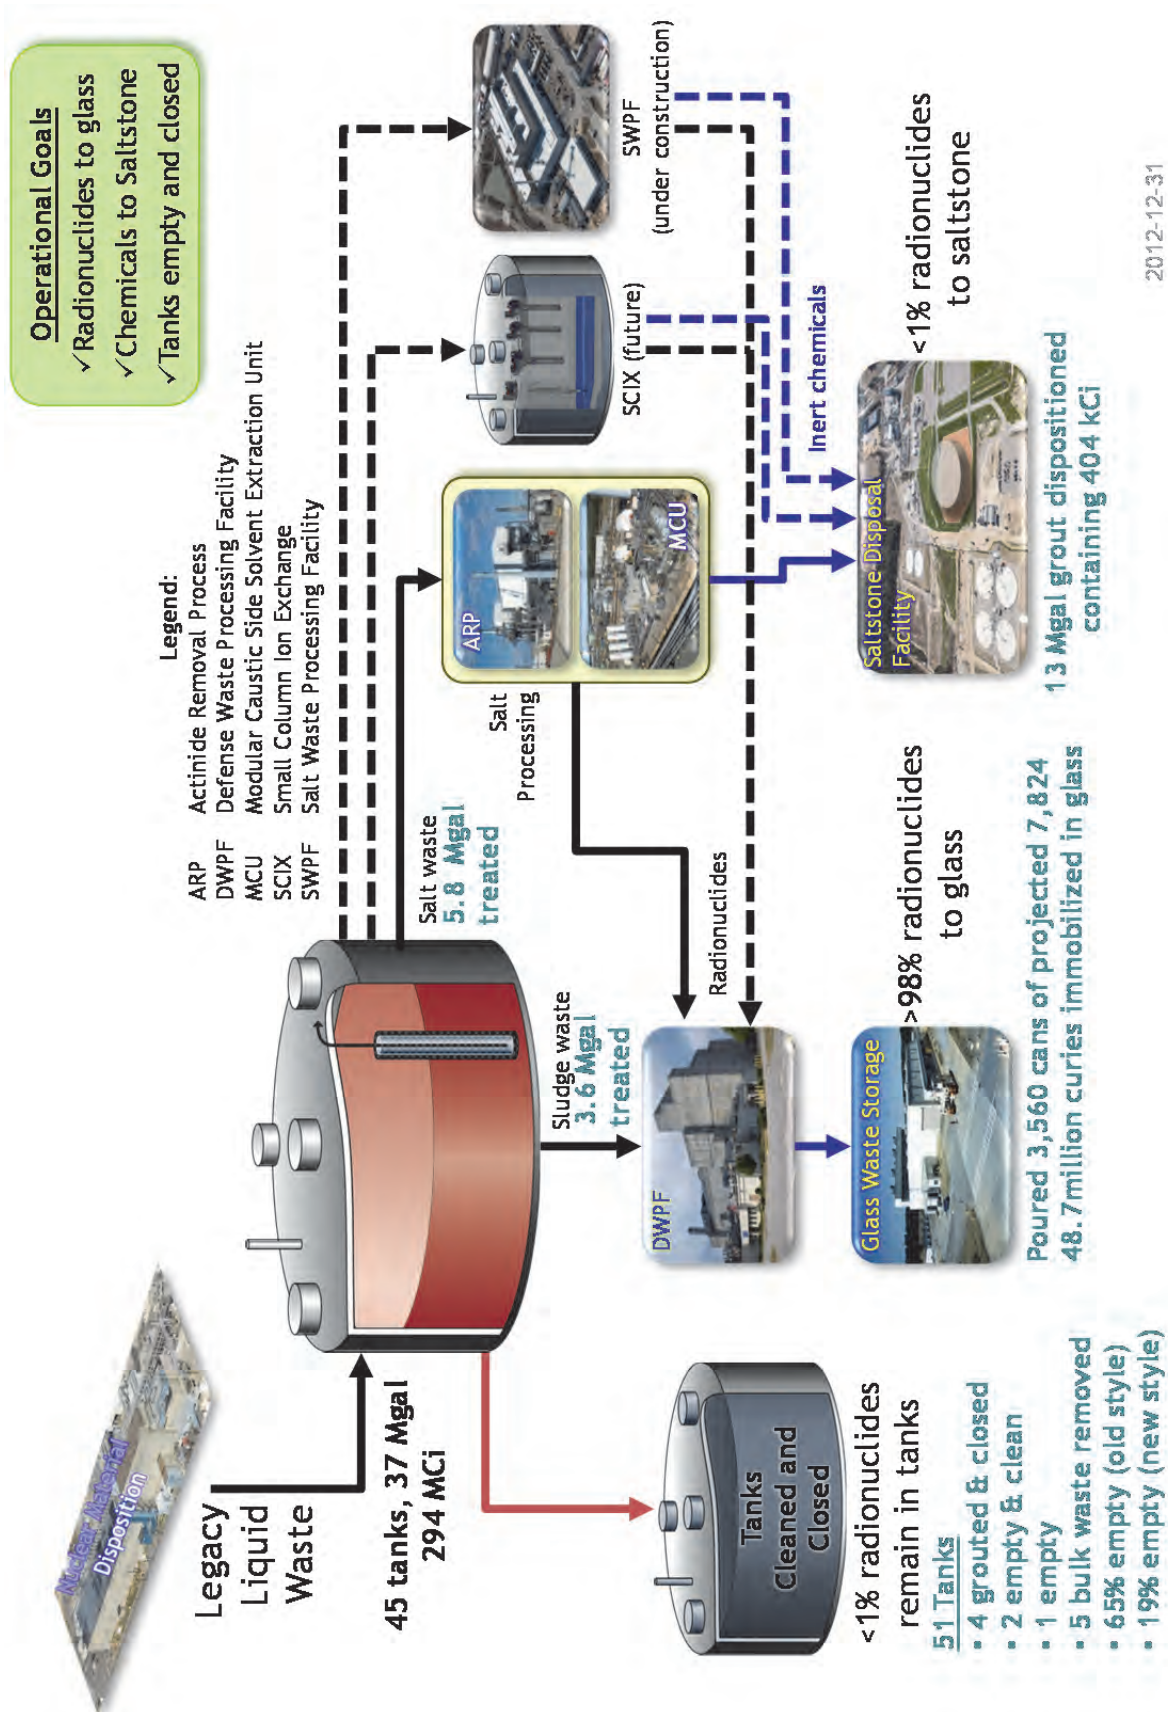 Nuclear Material
Disposition
Legacy
Liquid
Waste
45 tanks, 37 Mgal
294 MCi
Legend:
ARP Actinide Removal Process
DWPF Defense Waste Processing Facility
MCU Modular Caustic Side Solvent Extraction Unit
SCIX Small Column Ion Exchange
SWPF Salt Waste Processing Facility
Operational Goals
✓Radionuclides to glass
✓Chemicals to Saltstone
✓Tanks empty and closed
Salt waste
5.8 Mgal
treated
Sludge waste
3.6 Mgal
treated
Salt
Processing
ARP
MCU
SCIX (future)
SWPF
(under construction)
Radionuclides
Inert chemicals
DWPF
Tanks
Cleaned and
Closed
<1% radionuclides
remain in tanks
51 Tanks
• 4 grouted & closed
• 2 empty & clean
• 1 empty
• 5 bulk waste removed
• 65% empty (old style)
• 19% empty (new style)
Glass Waste Storage
>98% radionuclides
to glass
Poured 3,560 cans of projected 7,824
48.7million curies immobilized in glass
Saltstone Disposal
Facility
<1% radionuclides
to saltstone
13 Mgal grout dispositioned
containing 404 kCi
2012-12-31